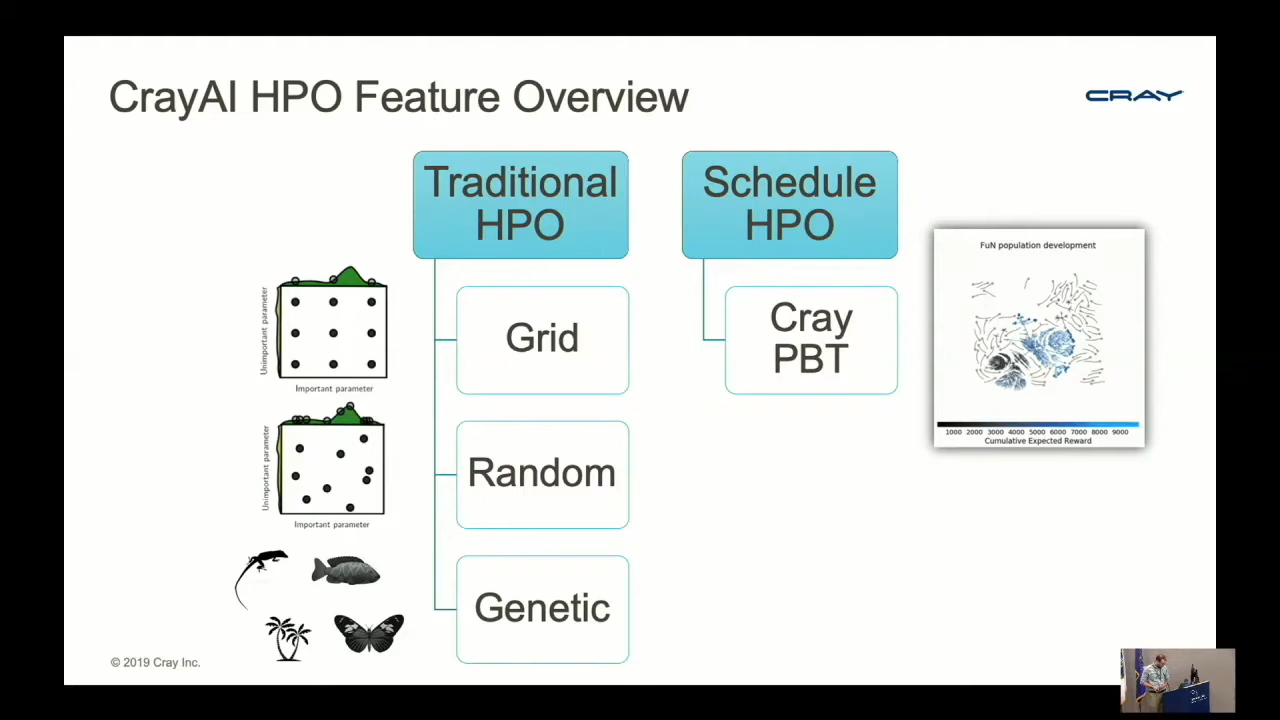 CrayAI HPO Feature Overview
CRAY
Traditional
HPO
Schedule
HPO
Grid
Random
Genetic
Cray
PBT
Unimportant parameter
Important parameter
Unimportant parameter
Important parameter
FuN population development
1000 2000 3000 4000 5000 6000 7000 8000 9000
Cumulative Expected Reward
© 2019 Cray Inc.